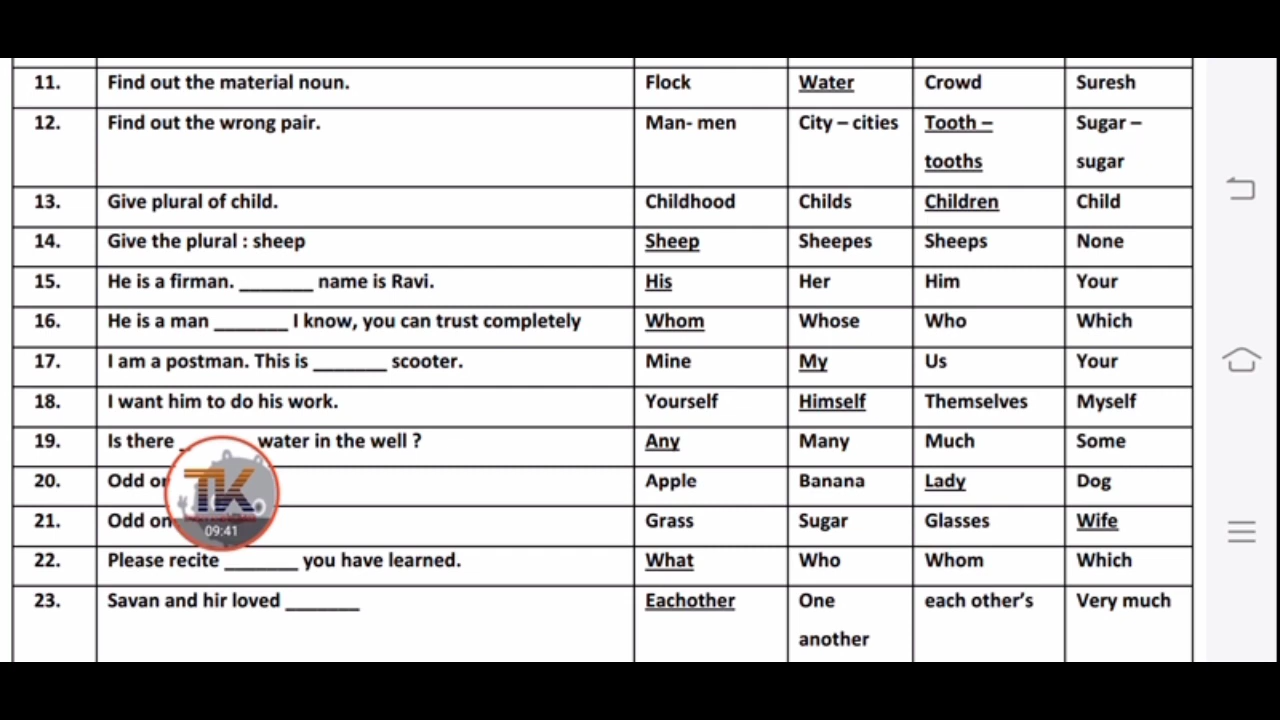 11. Find out the material noun. Flock Water Crowd Suresh
12. Find out the wrong pair. Man- men City – cities Tooth – Sugar –
tooths sugar
13. Give plural of child. Childhood Childs Children Child
14. Give the plural : sheep Sheep Sheepes Sheeps None
15. He is a firman. _______ name is Ravi. His Her Him Your
16. He is a man _______ I know, you can trust completely Whom Whose Who Which
17. I am a postman. This is _______ scooter. Mine My Us Your
18. I want him to do his work. Yourself Himself Themselves Myself
19. Is there _ water in the well ? Any Many Much Some
20. Odd Apple Banana Lady Dog
TK
21. Odd Grass Sugar Glasses Wife
09:41
22. Please recite _______ you have learned. What Who Whom Which
23. Savan and hir loved _______ Eachother One each other's Very much
another